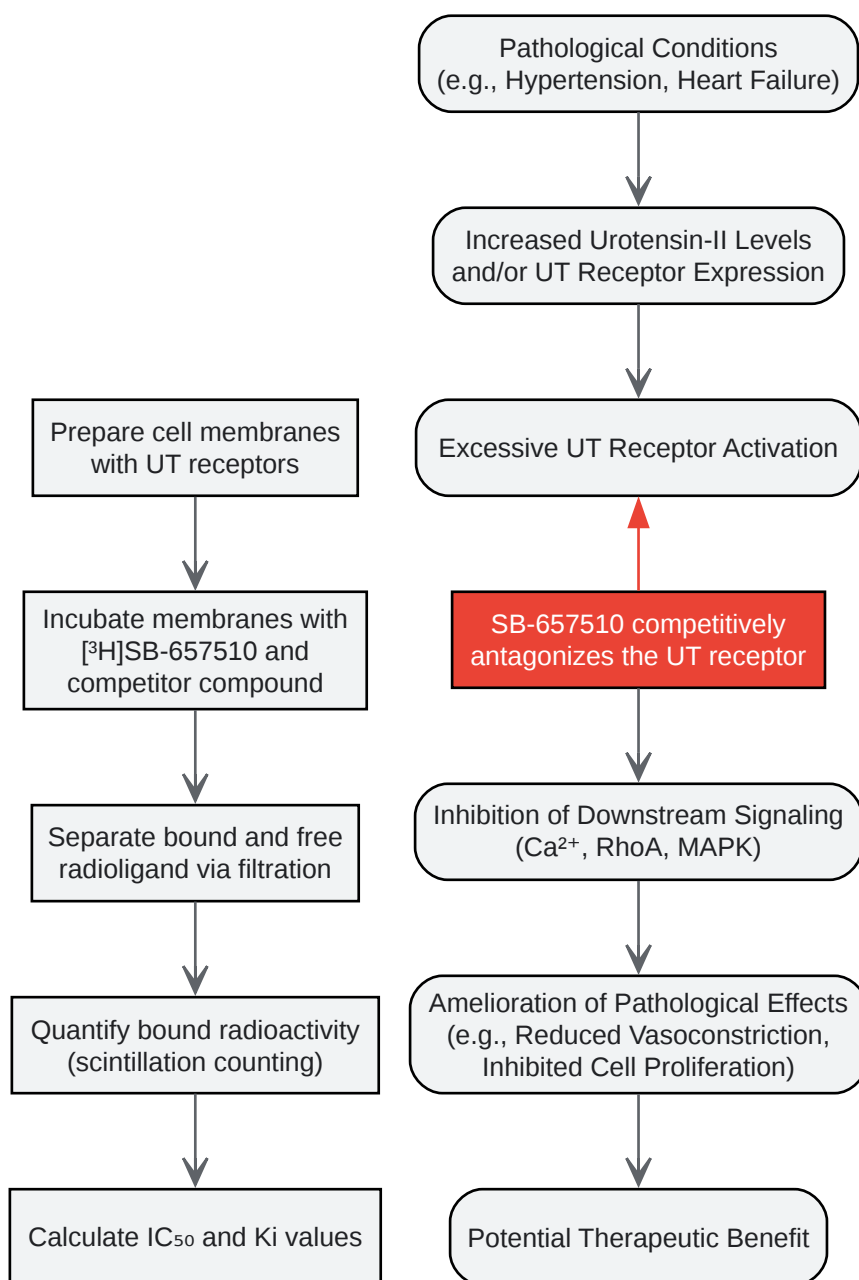 Pathological Conditions
(e.g., Hypertension, Heart Failure)
Increased Urotensin-II Levels
and/or UT Receptor Expression
Excessive UT Receptor Activation
SB-657510 competitively
antagonizes the UT receptor
Inhibition of Downstream Signaling
(Ca²⁺, RhoA, MAPK)
Amelioration of Pathological Effects
(e.g., Reduced Vasoconstriction,
Inhibited Cell Proliferation)
Potential Therapeutic Benefit
Prepare cell membranes
with UT receptors
Incubate membranes with
[³H]SB-657510 and
competitor compound
Separate bound and free
radioligand via filtration
Quantify bound radioactivity
(scintillation counting)
Calculate IC₅₀ and Ki values